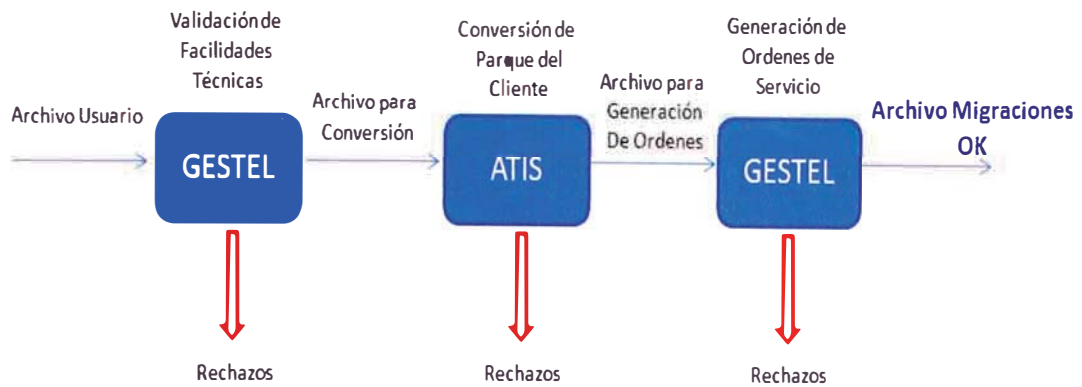 Validación de
Facilidades
Técnicas
Conversión de
Parque del
Cliente
Generación de
Ordenes de
Servicio
Archivo Usuario
Archivo para
Conversión
Archivo para
Generación
De Ordenes
Archivo Migraciones
OK
GESTEL
ATIS
GESTEL
Rechazos
Rechazos
Rechazos